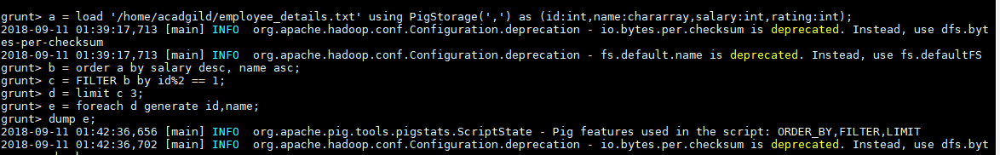 grunt> a = load '/home/acadgild/employee_details.txt' using PigStorage(',') as (id:int,name:chararray,salary:int,rating:int);
2018-09-11 01:39:17,713 [main] INFO  org.apache.hadoop.conf.Configuration.deprecation - io.bytes.per.checksum is deprecated. Instead, use dfs.byt
es-per-checksum
2018-09-11 01:39:17,713 [main] INFO  org.apache.hadoop.conf.Configuration.deprecation - fs.default.name is deprecated. Instead, use fs.defaultFS
grunt> b = order a by salary desc, name asc;
grunt> c = FILTER b by id%2 == 1;
grunt> d = limit c 3;
grunt> e = foreach d generate id,name;
grunt> dump e;
2018-09-11 01:42:36,656 [main] INFO  org.apache.pig.tools.pigstats.ScriptState - Pig features used in the script: ORDER_BY,FILTER,LIMIT
2018-09-11 01:42:36,702 [main] INFO  org.apache.hadoop.conf.Configuration.deprecation - io.bytes.per.checksum is deprecated. Instead, use dfs.byt